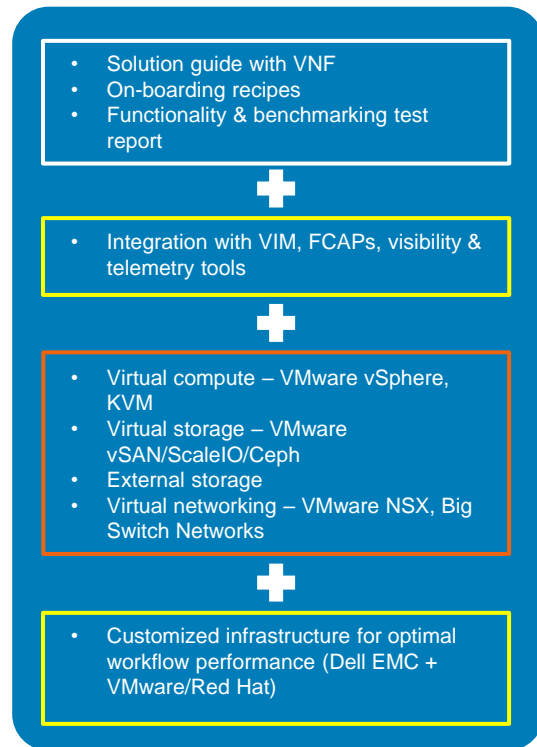 • Solution guide with VNF
• On-boarding recipes
• Functionality & benchmarking test
report
• Integration with VIM, FCAPs, visibility &
telemetry tools
• Virtual compute – VMware vSphere,
KVM
• Virtual storage – VMware
vSAN/ScaleIO/Ceph
• External storage
• Virtual networking – VMware NSX, Big
Switch Networks
• Customized infrastructure for optimal
workflow performance (Dell EMC +
VMware/Red Hat)